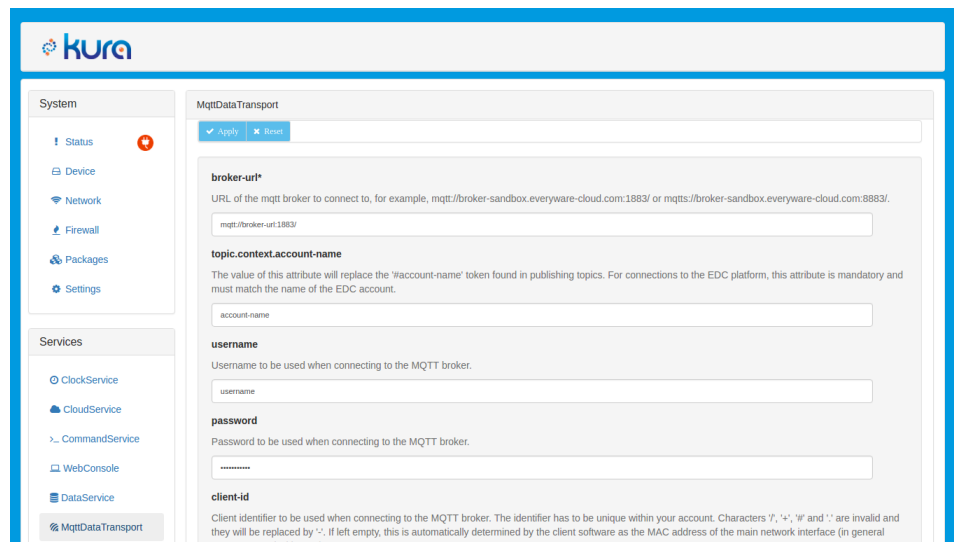 kura
System
MqttDataTransport
Apply
Reset
Status
Device
Network
Firewall
Packages
Settings
broker-url*
URL of the mqtt broker to connect to, for example, mqtt://broker-sandbox.everyware-cloud.com:1883/ or mqtts://broker-sandbox.everyware-cloud.com:8883/.
mqtt://broker-url:1883/
topic.context.account-name
The value of this attribute will replace the '#account-name' token found in publishing topics. For connections to the EDC platform, this attribute is mandatory and
must match the name of the EDC account.
account-name
Services
ClockService
CloudService
CommandService
WebConsole
DataService
MqttDataTransport
username
Username to be used when connecting to the MQTT broker.
username
password
Password to be used when connecting to the MQTT broker.
•••••••••••
client-id
Client identifier to be used when connecting to the MQTT broker. The identifier has to be unique within your account. Characters '/', '+', '#' and '.' are invalid and
they will be replaced by '-'. If left empty, this is automatically determined by the client software as the MAC address of the main network interface (in general